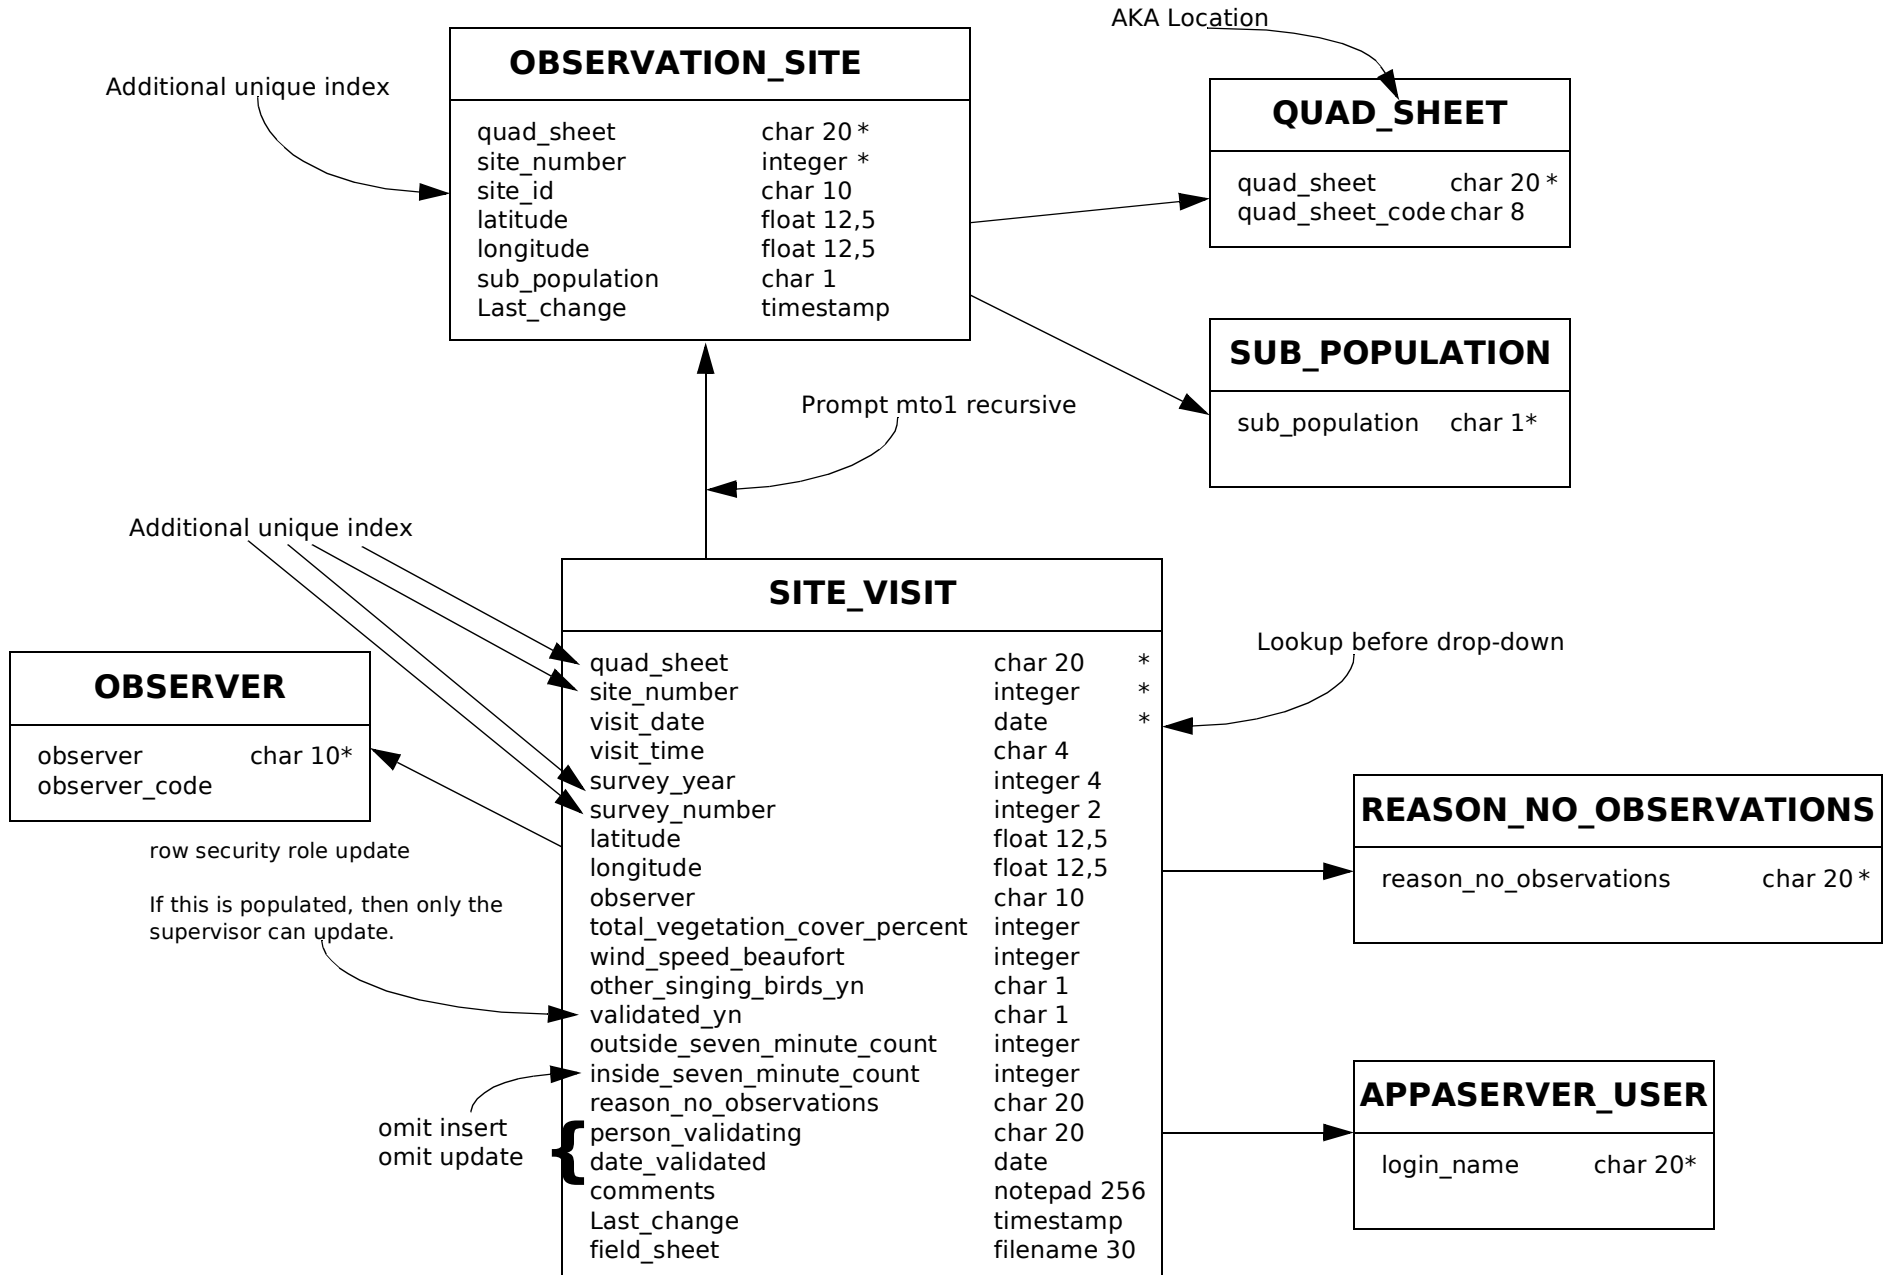 AKA Location
OBSERVATION_SITE
Additional unique index
quad_sheet char 20 *
site_number integer *
site_id char 10
latitude float 12,5
longitude float 12,5
sub_population char 1
Last_change timestamp
QUAD_SHEET
quad_sheet char 20 *
quad_sheet_code char 8
SUB_POPULATION
sub_population char 1*
Prompt mto1 recursive
Additional unique index
SITE_VISIT
quad_sheet char 20 *
site_number integer *
visit_date date *
visit_time char 4
survey_year integer 4
survey_number integer 2
latitude float 12,5
longitude float 12,5
observer char 10
total_vegetation_cover_percent integer
wind_speed_beaufort integer
other_singing_birds_yn char 1
validated_yn char 1
outside_seven_minute_count integer
inside_seven_minute_count integer
reason_no_observations char 20
person_validating char 20
date_validated date
comments notepad 256
Last_change timestamp
field_sheet filename 30
Lookup before drop-down
OBSERVER
observer char 10*
observer_code
row security role update
If this is populated, then only the
supervisor can update.
omit insert
omit update
{
REASON_NO_OBSERVATIONS
reason_no_observations char 20 *
APPASERVER_USER
login_name char 20*